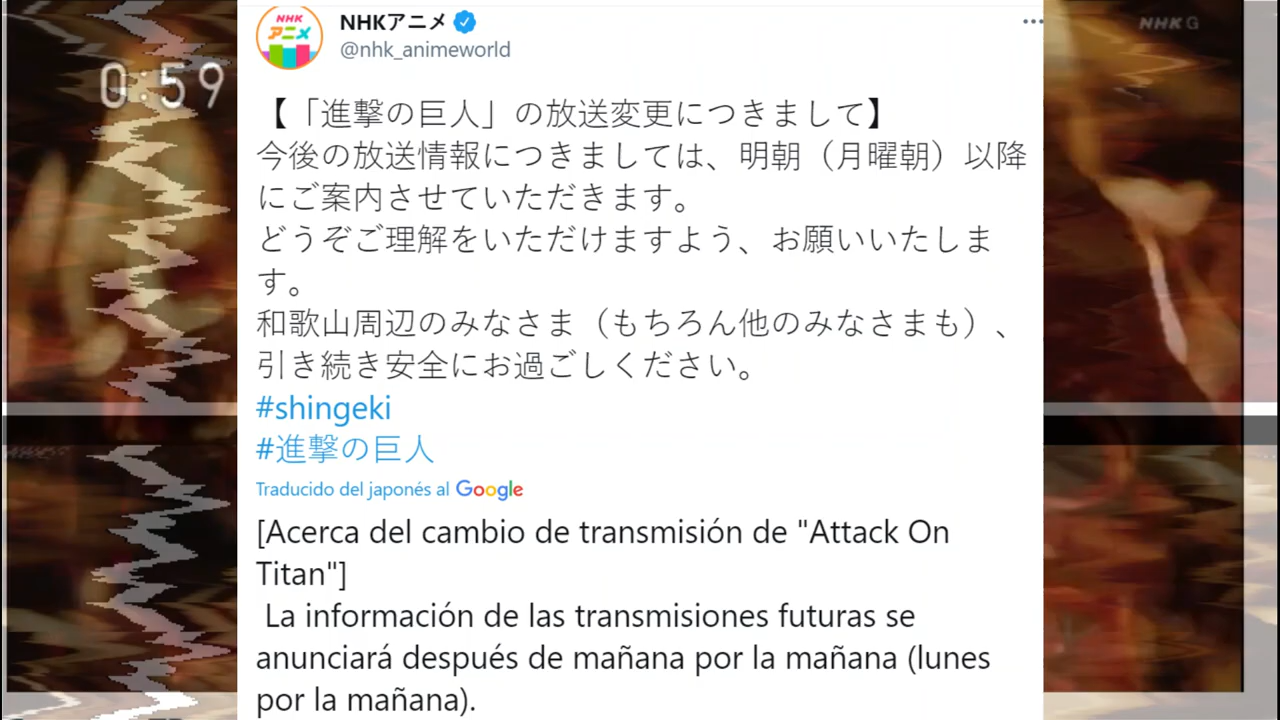 NHK
アニメ
NHKアニメ
@nhk_animeworld
NHK G
0:59
【「進撃の巨人」の放送変更につきまして】
今後の放送情報につきましては、明朝（月曜朝）以降
にご案内させていただきます。
どうぞご理解をいただけますよう、お願いいたしま
す。
和歌山周辺のみなさま（もちろん他のみなさまも）、
引き続き安全にお過ごしください。
#shingeki
#進撃の巨人
Traducido del japonés al Google
[Acerca del cambio de transmisión de "Attack On
Titan"]
La información de las transmisiones futuras se
anunciará después de mañana por la mañana (lunes
por la mañana).